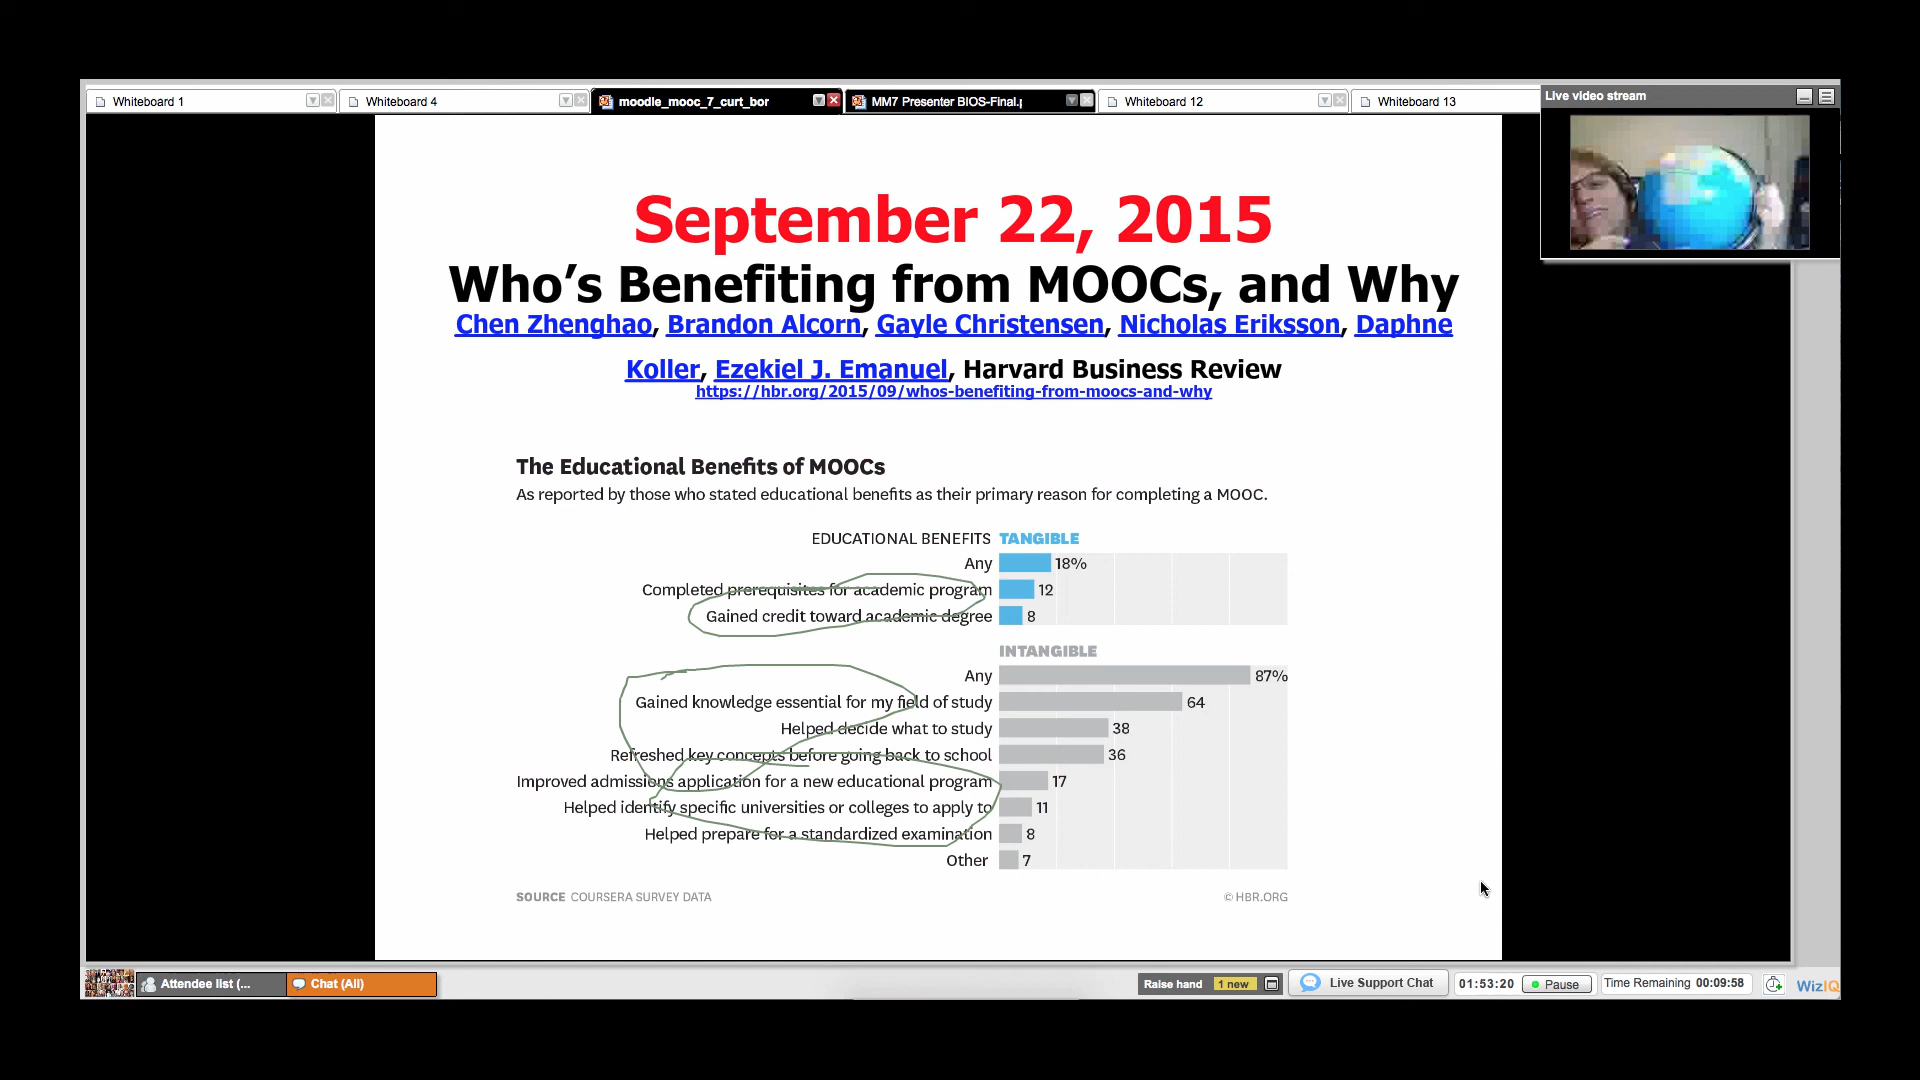 Whiteboard 1
Whiteboard 4
moodle_mooc_7_curt_bor
MM7 Presenter BIOS-Final.p
Whiteboard 12
Whiteboard 13
Live video stream
September 22, 2015
Who’s Benefiting from MOOCs, and Why
Chen Zhenghao, Brandon Alcorn, Gayle Christensen, Nicholas Eriksson, Daphne
Koller, Ezekiel J. Emanuel, Harvard Business Review
https://hbr.org/2015/09/whos-benefiting-from-moocs-and-why
The Educational Benefits of MOOCs
As reported by those who stated educational benefits as their primary reason for completing a MOOC.
EDUCATIONAL BENEFITS TANGIBLE
Any 18%
Completed prerequisites for academic program 12
Gained credit toward academic degree 8
INTANGIBLE
Any 87%
Gained knowledge essential for my field of study 64
Helped decide what to study 38
Refreshed key concepts before going back to school 36
Improved admissions application for a new educational program 17
Helped identify specific universities or colleges to apply to 11
Helped prepare for a standardized examination 8
Other 7
SOURCE COURSERA SURVEY DATA
© HBR.ORG
Attendee list (...
Chat (All)
Raise hand 1 new
Live Support Chat
01:53:20
Pause
Time Remaining 00:09:58
WizIQ